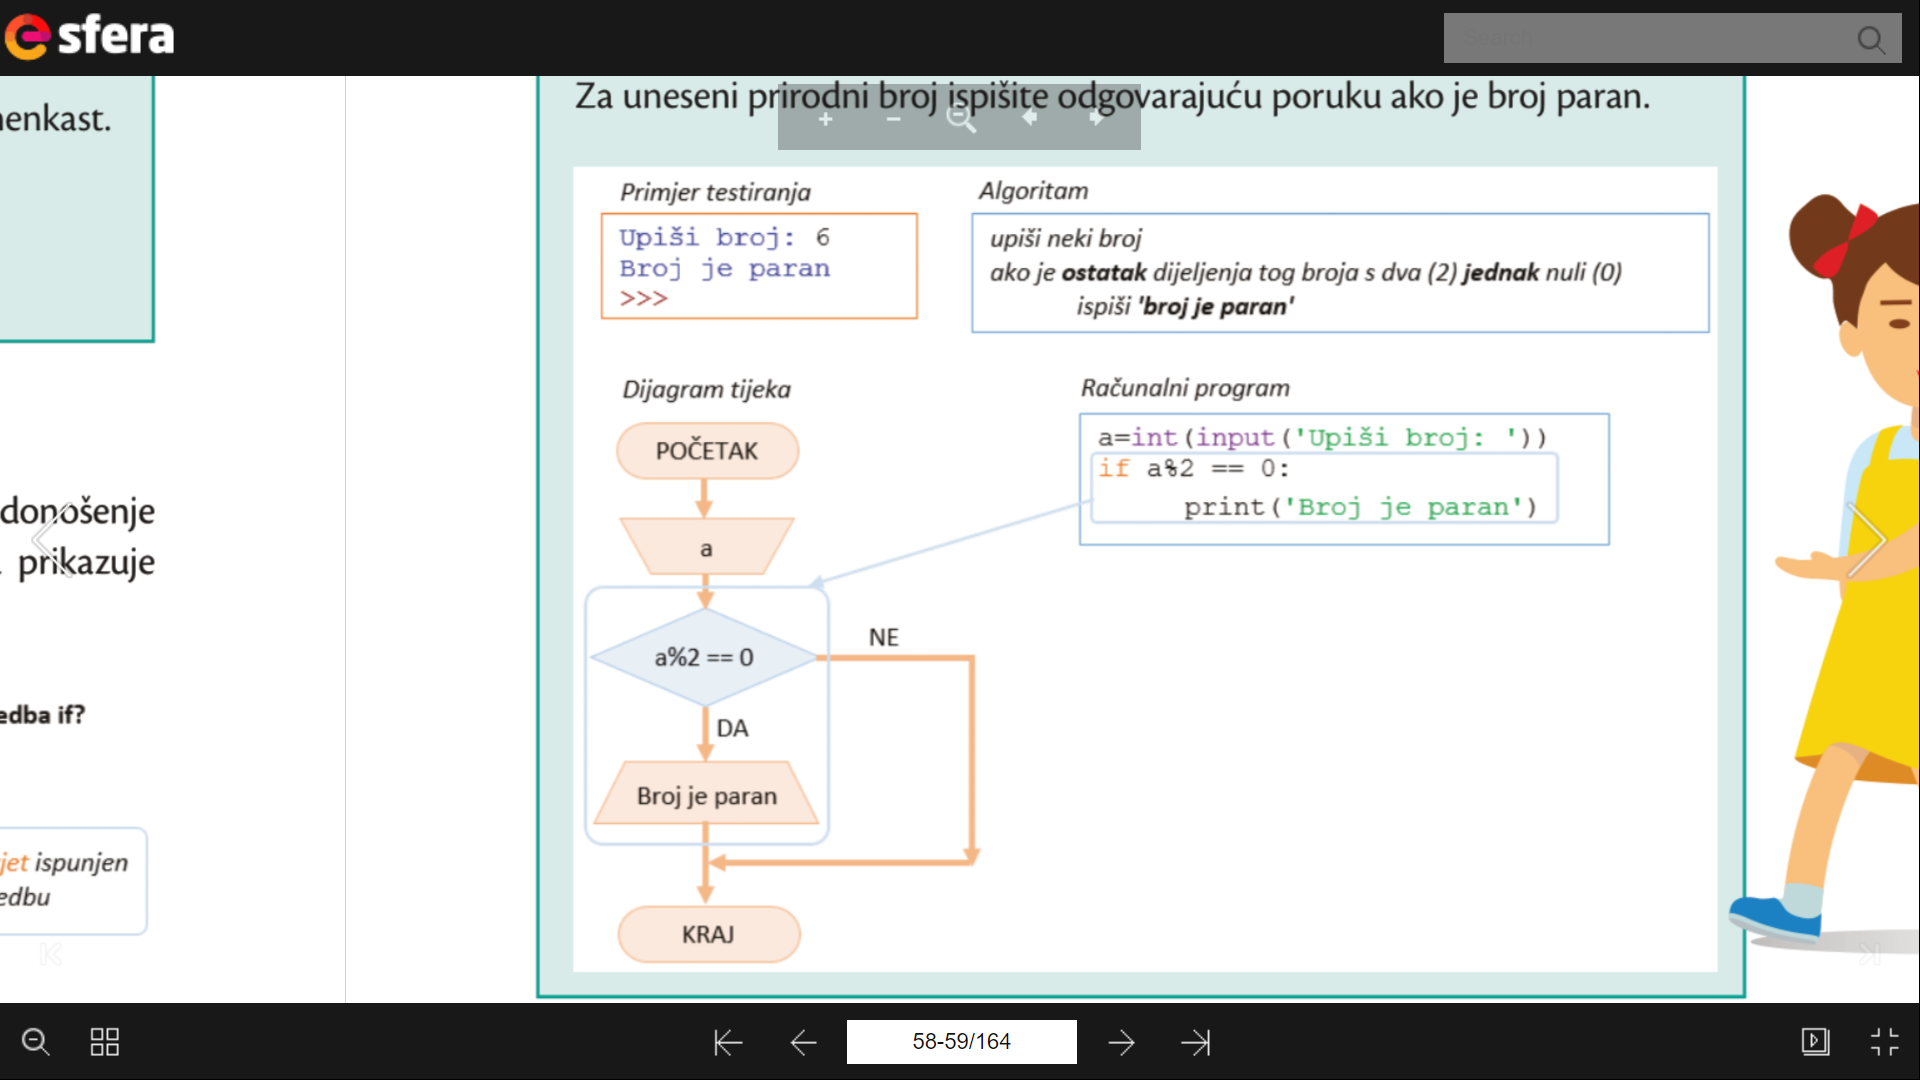 sfera
Search
enkast.
donošenje
prikazuje
edba if?
jet ispunjen
edbu
Za uneseni prirodni broj ispišite odgovarajuću poruku ako je broj paran.
Primjer testiranja
Upiši broj: 6
Broj je paran
>>>
Algoritam
upiši neki broj
ako je ostatak dijeljenja tog broja s dva (2) jednak nuli (0)
ispiši 'broj je paran'
Dijagram tijeka
POČETAK
a
a%2 == 0
NE
DA
Broj je paran
KRAJ
Računalni program
a=int(input('Upiši broj: '))
if a%2 == 0:
print('Broj je paran')
58-59/164